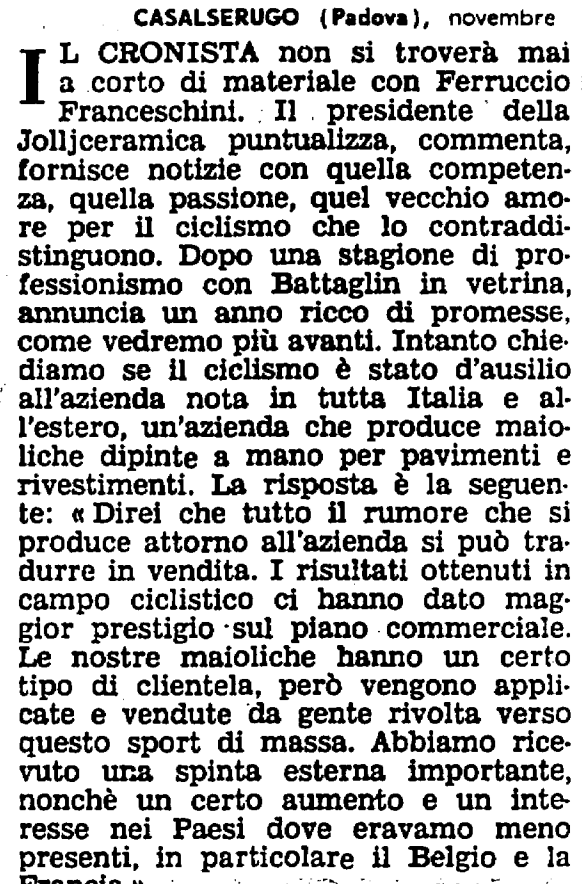 CASALSERUGO (Padova), novembre
IL CRONISTA non si troverà mai
a corto di materiale con Ferruccio
Franceschini. Il presidente della
Jolljceramica puntualizza, commenta,
fornisce notizie con quella competen-
za, quella passione, quel vecchio amo-
re per il ciclismo che lo contraddi-
stinguono. Dopo una stagione di pro-
fessionismo con Battaglin in vetrina,
annuncia un anno ricco di promesse,
come vedremo più avanti. Intanto chie-
diamo se il ciclismo è stato d'ausilio
all'azienda nota in tutta Italia e al-
l'estero, un'azienda che produce maio-
liche dipinte a mano per pavimenti e
rivestimenti. La risposta è la seguen-
te: « Direi che tutto il rumore che si
produce attorno all'azienda si può tra-
durre in vendita. I risultati ottenuti in
campo ciclistico ci hanno dato mag-
gior prestigio sul piano commerciale.
Le nostre maioliche hanno un certo
tipo di clientela, però vengono appli-
cate e vendute da gente rivolta verso
questo sport di massa. Abbiamo rice-
vuto una spinta esterna importante,
nonchè un certo aumento e un inte-
resse nei Paesi dove eravamo meno
presenti, in particolare il Belgio e la
Francia »